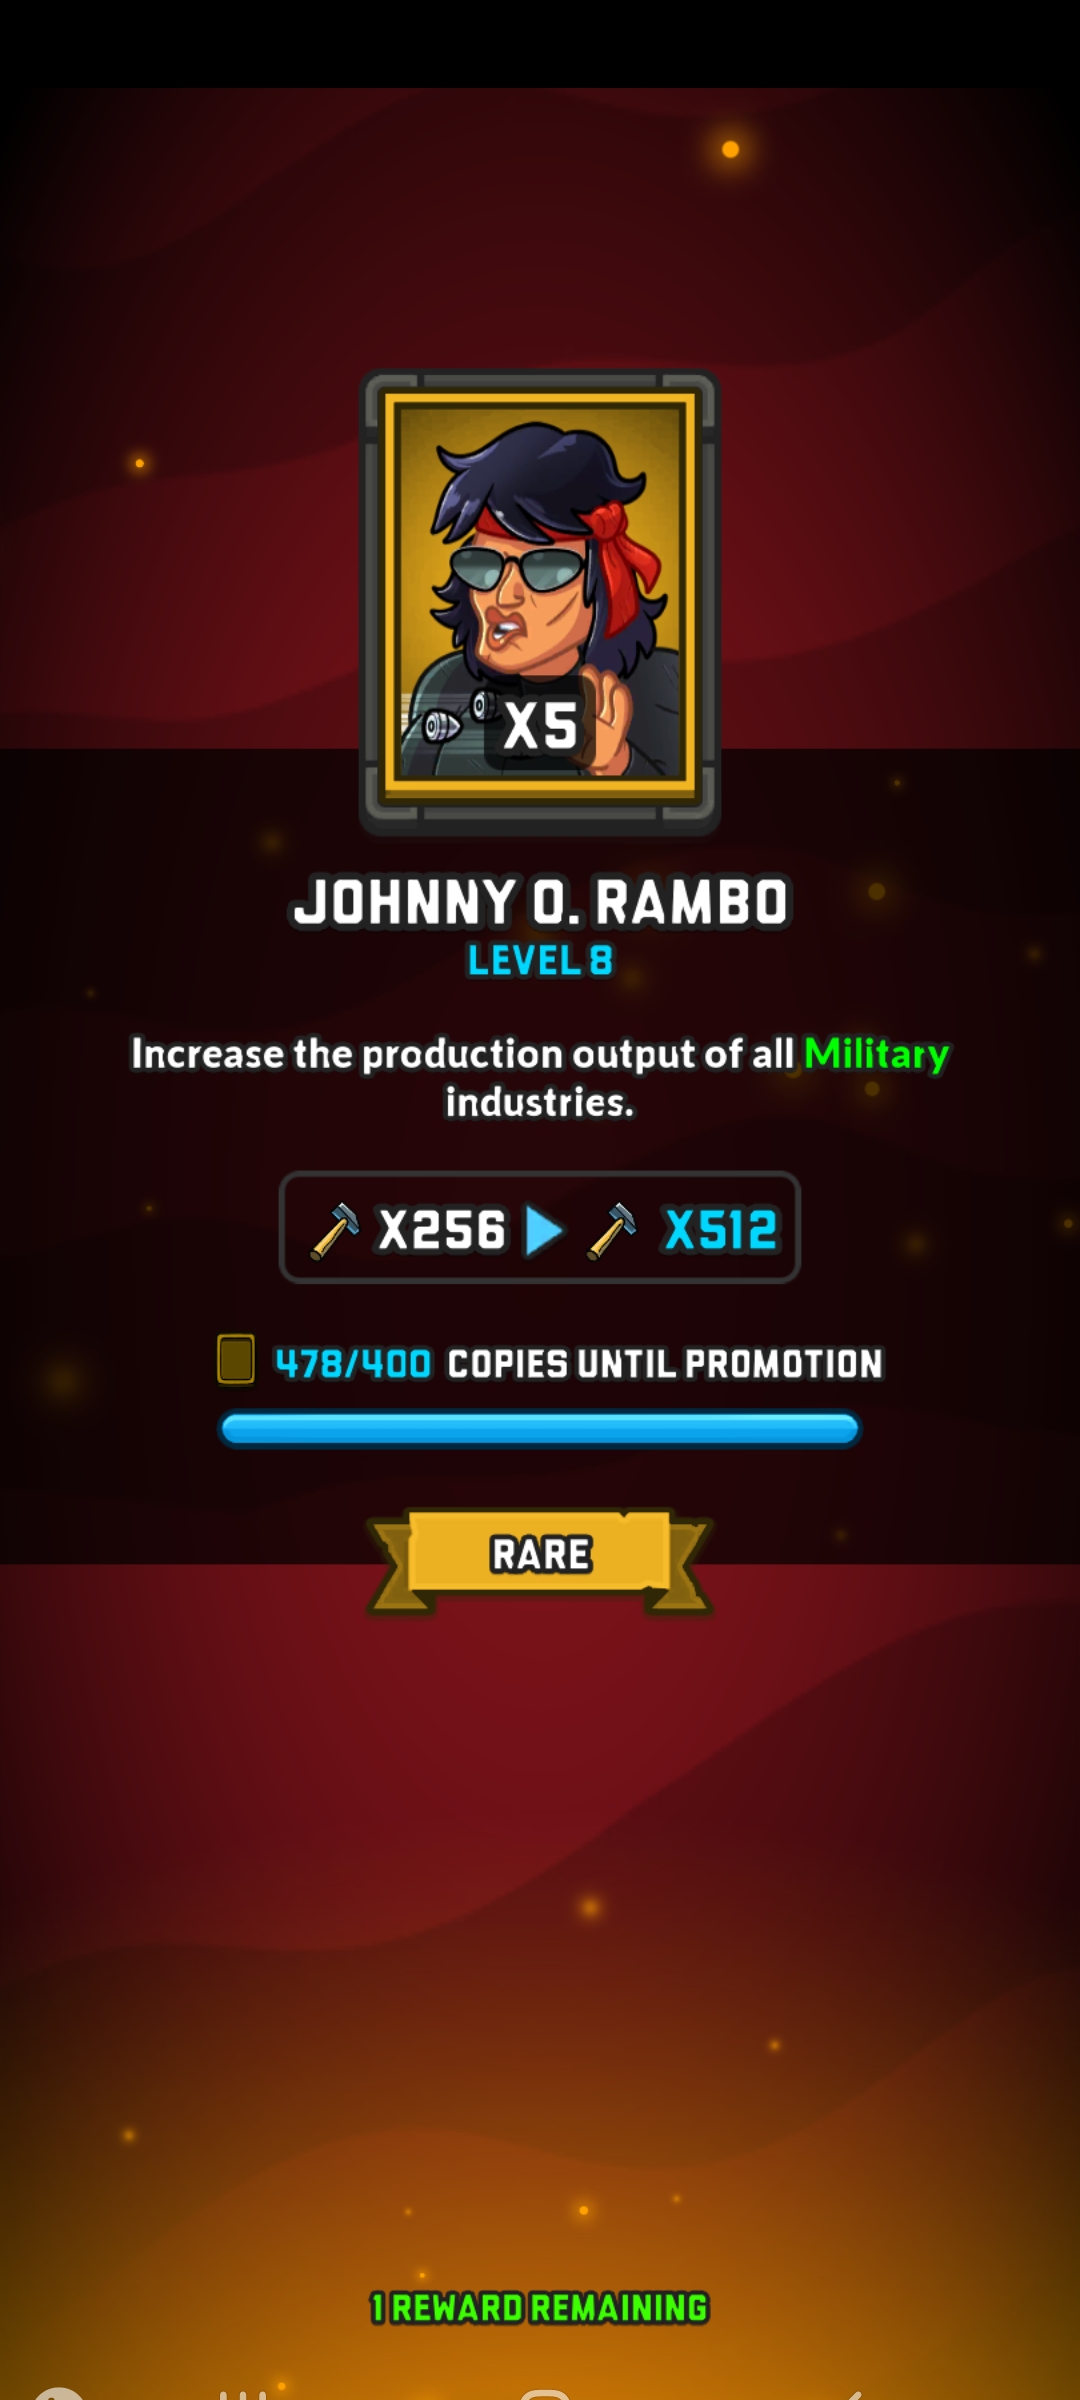 X5
JOHNNY O. RAMBO
LEVEL 8
Increase the production output of all Military
industries.
X256 X512
478/400 COPIES UNTIL PROMOTION
RARE
1 REWARD REMAINING